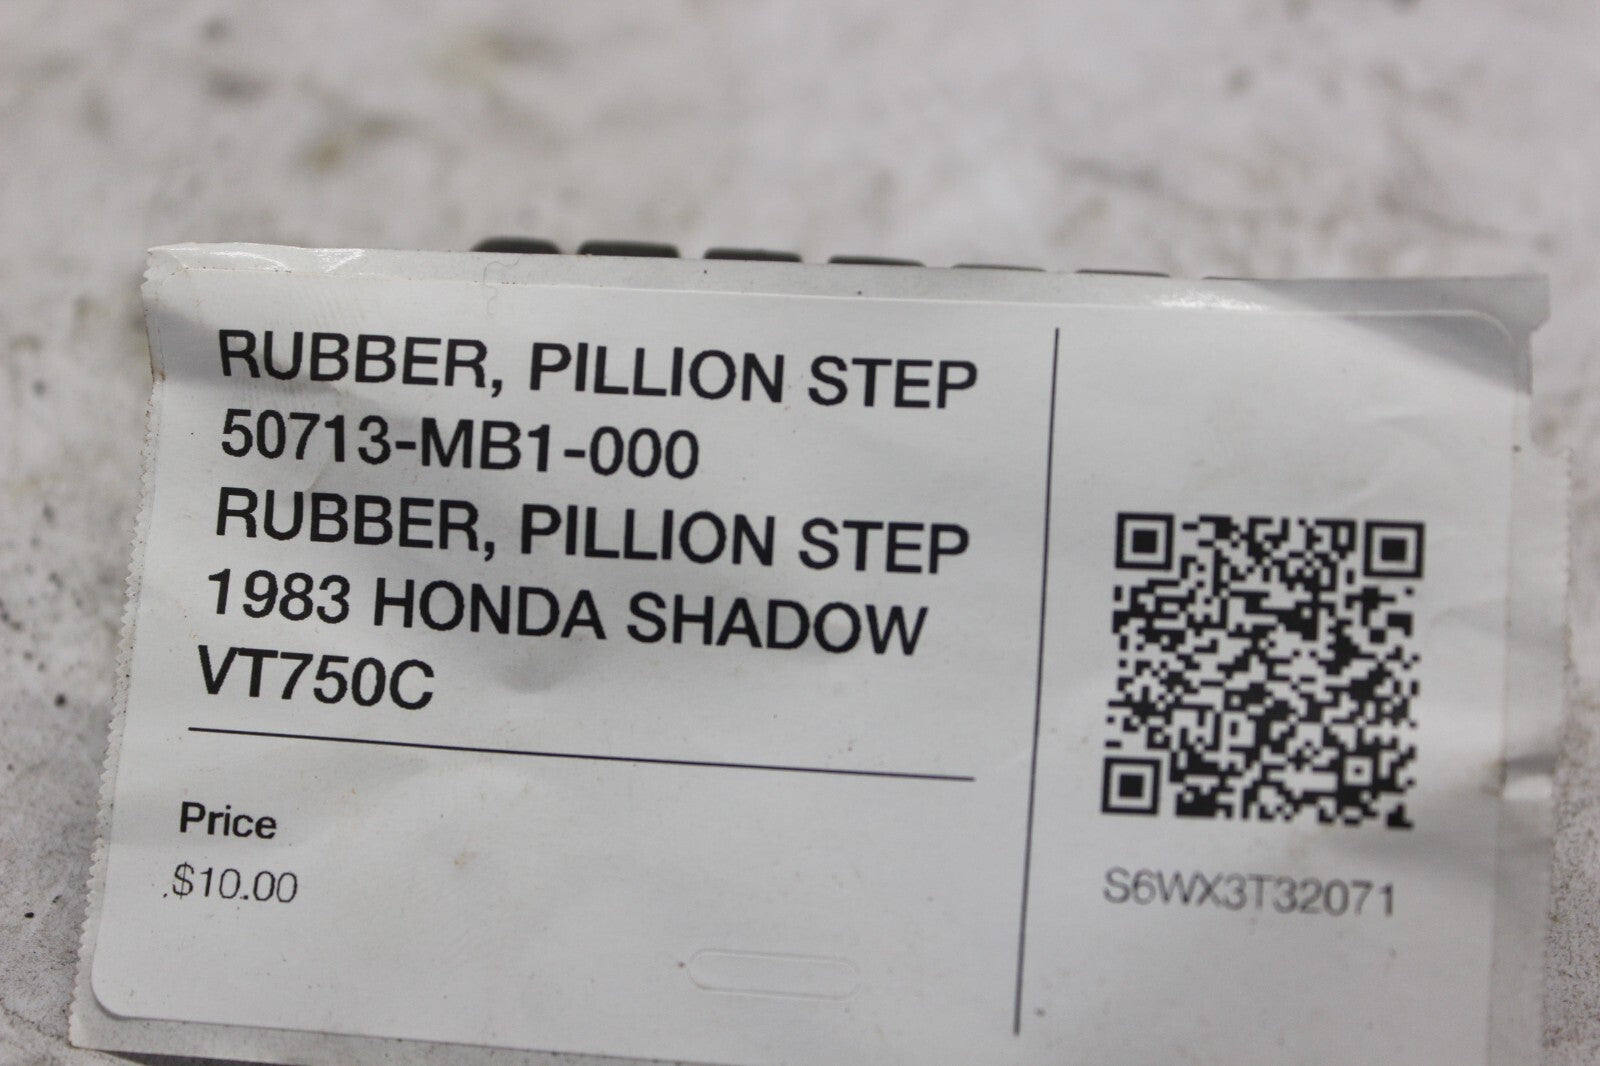 RUBBER, PILLION STEP
50713-MB1-000
RUBBER, PILLION STEP
1983 HONDA SHADOW
VT750C
Price
$10.00
S6WX3T32071